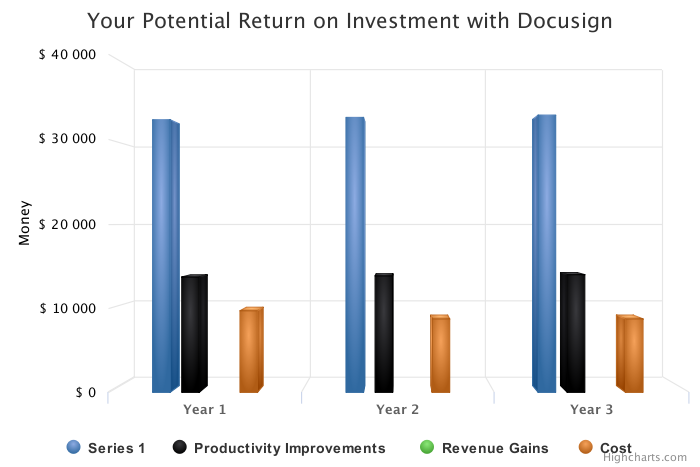 Your Potential Return on Investment with Docusign
$ 40 000
$ 30 000
$ 20 000
$ 10 000
$ 0
Money
Year 1
Year 2
Year 3
Series 1
Productivity Improvements
Revenue Gains
Cost
Highcharts.com